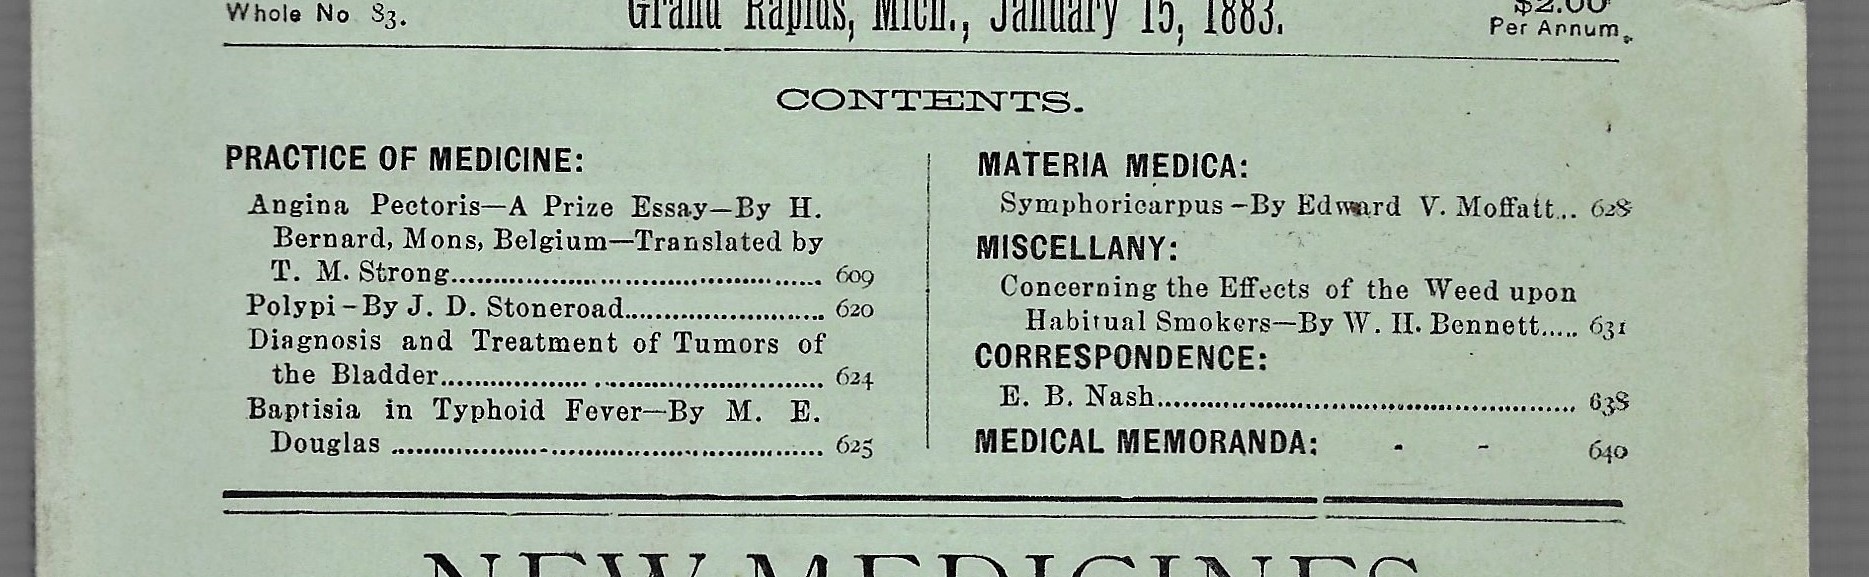 Whole No 83.
Grand Rapids, Mich., January 15, 1883.
$2.00
Per Annum.
CONTENTS.
PRACTICE OF MEDICINE:
Angina Pectoris—A Prize Essay—By H.
Bernard, Mons, Belgium—Translated by
T. M. Strong........ 609
Polypi–By J. D. Stoneroad........ 620
Diagnosis and Treatment of Tumors of
the Bladder........ 624
Baptisia in Typhoid Fever—By M. E.
Douglas ........ 625
MATERIA MEDICA:
Symphoricarpus–By Edward V. Moffatt... 628
MISCELLANY:
Concerning the Effects of the Weed upon
Habitual Smokers—By W. H. Bennett..... 631
CORRESPONDENCE:
E. B. Nash........ 638
MEDICAL MEMORANDA: - - 640
NEW MEDICINES